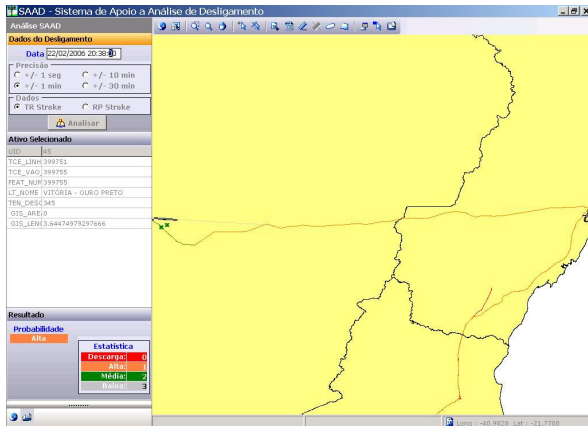 SAAD - Sistema de Apoio a Análise de Desligamento
Análise SAAD
Dados do Desligamento
Data 22/02/2006 20:38:
Precisão
+/- 1 seg +/- 10 min
+/- 1 min +/- 30 min
Dados
TR Stroke RP Stroke
Analisar
Ativo Selecionado
UID 45
TCE_LINH 399751
TCE_VAO_ 399755
FEAT_NUM 399755
LT_NOME VITÓRIA - OURO PRETO
TEN_DESC 345
GIS_AREA 0
GIS_LEN( 3.64474979297666
Resultado
Probabilidade
Alta
Estatística
Descarga: 0
Alta: 1
Média: 2
Baixa: 3
Long : -40.9828 Lat : -21.7708